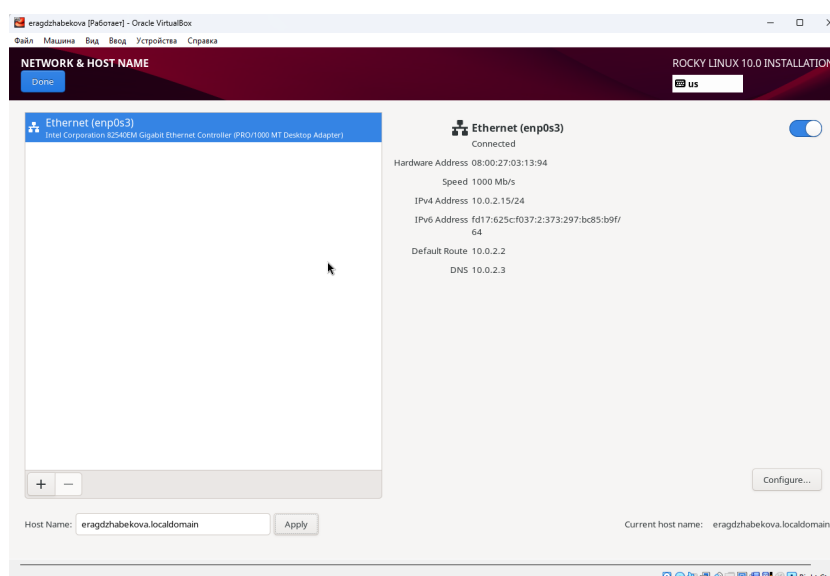 eragdzhabekova [Работает] - Oracle VirtualBox
Файл Машина Вид Ввод Устройства Справка
NETWORK & HOST NAME
ROCKY LINUX 10.0 INSTALLATION
Done
us
Ethernet (enp0s3)
Intel Corporation 82540EM Gigabit Ethernet Controller (PRO/1000 MT Desktop Adapter)
Ethernet (enp0s3)
Connected
Hardware Address 08:00:27:03:13:94
Speed 1000 Mb/s
IPv4 Address 10.0.2.15/24
IPv6 Address fd17:625c:f037:2:373:297:bc85:b9f/
64
Default Route 10.0.2.2
DNS 10.0.2.3
+ −
Configure...
Host Name: eragdzhabekova.localdomain Apply
Current host name: eragdzhabekova.localdomain